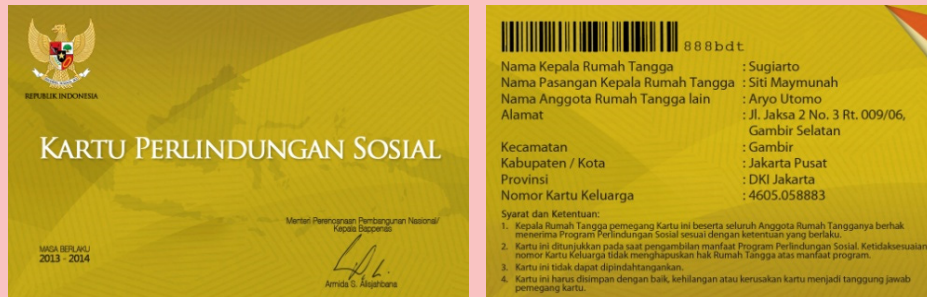 REPUBLIK INDONESIA
KARTU PERLINDUNGAN SOSIAL
Menteri Perencanaan Pembangunan Nasional/
Kepala Bappenas
MASA BERLAKU
2013 - 2014
Armida S. Alisjahbana
888bdt
Nama Kepala Rumah Tangga : Sugiarto
Nama Pasangan Kepala Rumah Tangga : Siti Maymunah
Nama Anggota Rumah Tangga lain : Aryo Utomo
Alamat : Jl. Jaksa 2 No. 3 Rt. 009/06,
Gambir Selatan
Kecamatan : Gambir
Kabupaten / Kota : Jakarta Pusat
Provinsi : DKI Jakarta
Nomor Kartu Keluarga : 4605.058883
Syarat dan Ketentuan:
1. Kepala Rumah Tangga pemegang Kartu ini beserta seluruh Anggota Rumah Tangganya berhak
menerima Program Perlindungan Sosial sesuai dengan ketentuan yang berlaku.
2. Kartu ini ditunjukkan pada saat pengambilan manfaat Program Perlindungan Sosial. Ketidaksesuaian
nomor Kartu Keluarga tidak menghapuskan hak Rumah Tangga atas manfaat program.
3. Kartu ini tidak dapat dipindahtangankan.
4. Kartu ini harus disimpan dengan baik, kehilangan atau kerusakan kartu menjadi tanggung jawab
pemegang kartu.